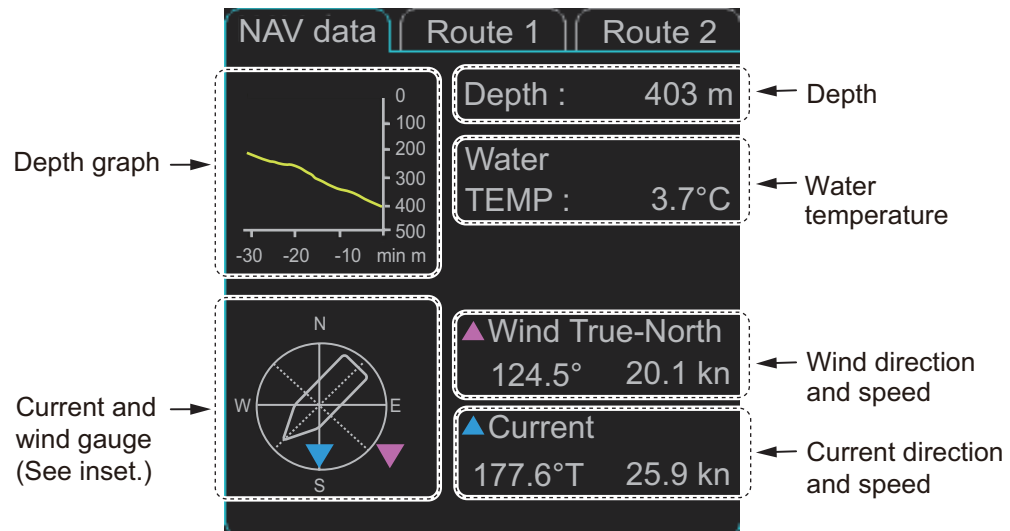 NAV data
Route 1
Route 2
Depth graph
0
100
200
300
400
500
-30 -20 -10 min m
Depth : 403 m
Depth
Water
TEMP : 3.7°C
Water
temperature
Current and
wind gauge
(See inset.)
N
W
E
S
Wind True-North
124.5° 20.1 kn
Wind direction
and speed
Current
177.6°T 25.9 kn
Current direction
and speed